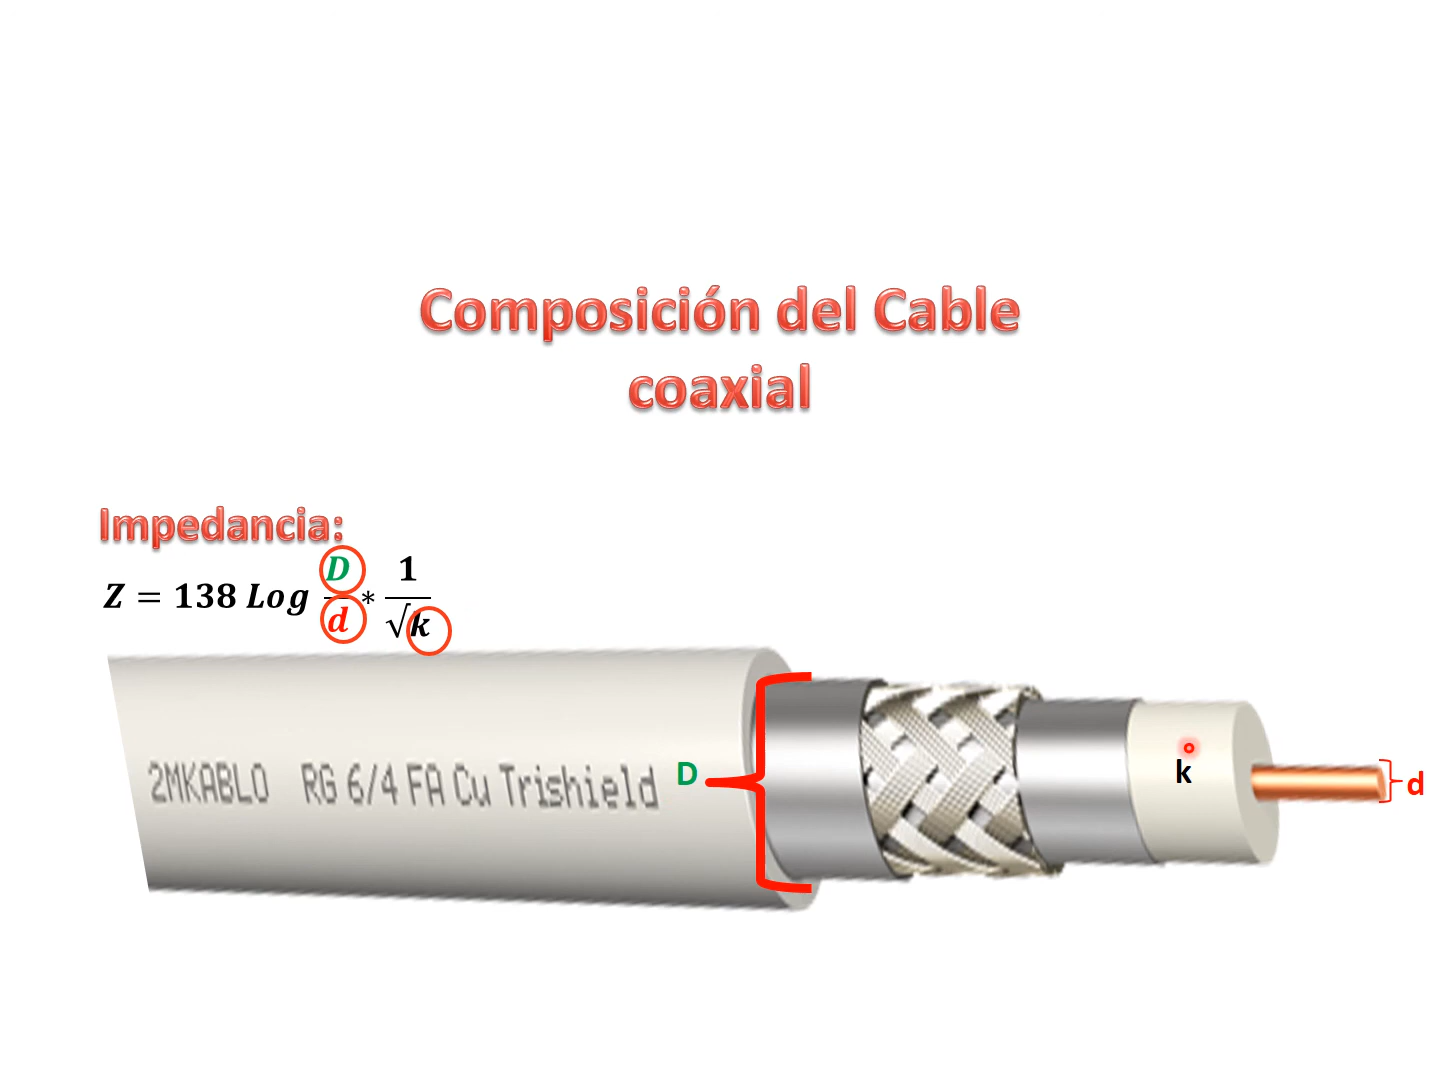 Composición del Cable
coaxial
Impedancia:
Z = 138 Log D/d * 1/√k
2MKABLO RG 6/4 FA Cu Trishield
D
k
d